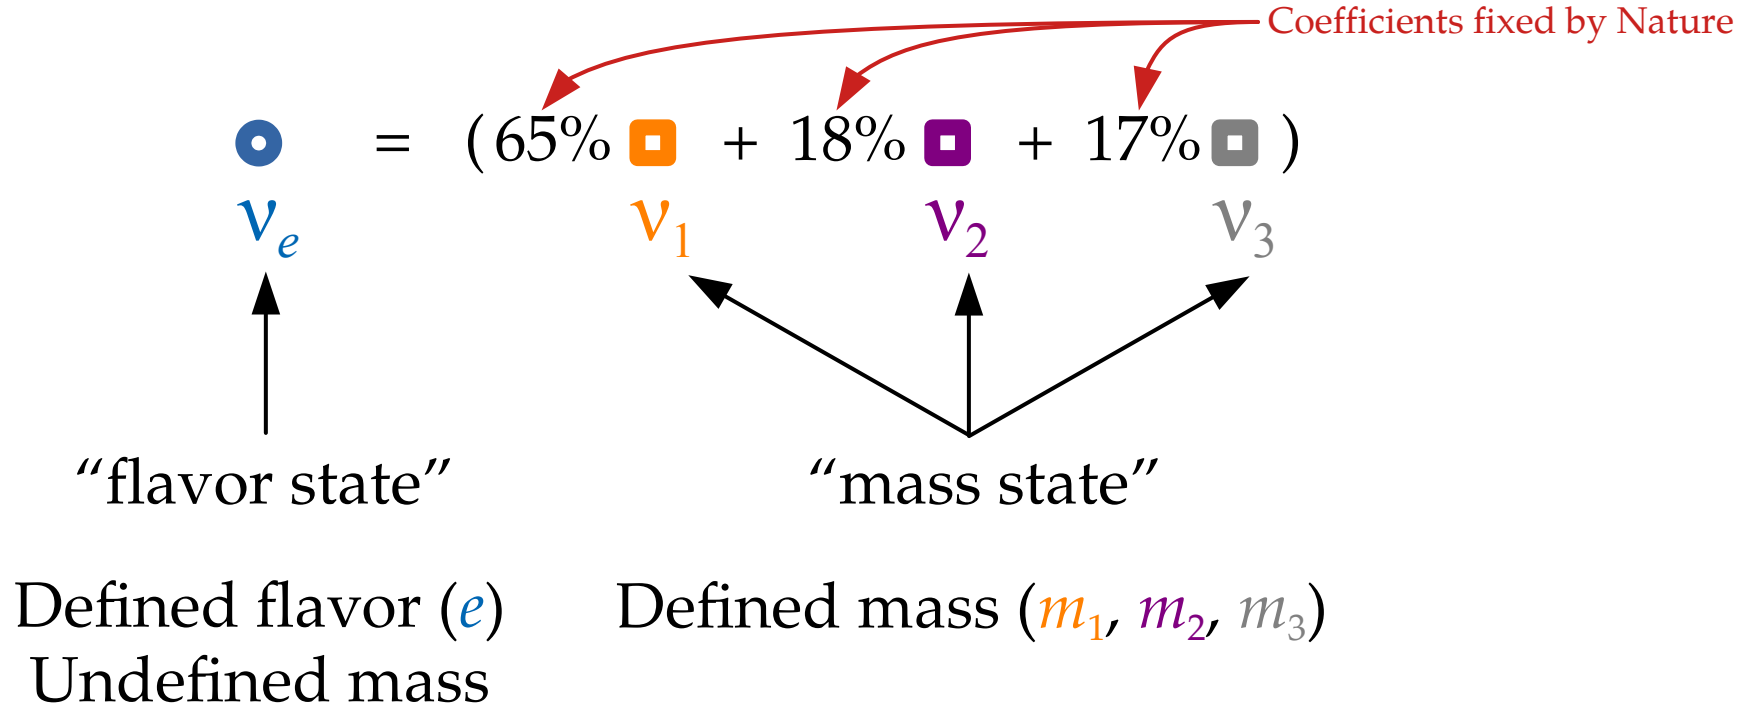 Coefficients fixed by Nature
= ( 65% + 18% + 17% )
νe ν1 ν2 ν3
“flavor state” “mass state”
Defined flavor (e) Defined mass (m1, m2, m3)
Undefined mass